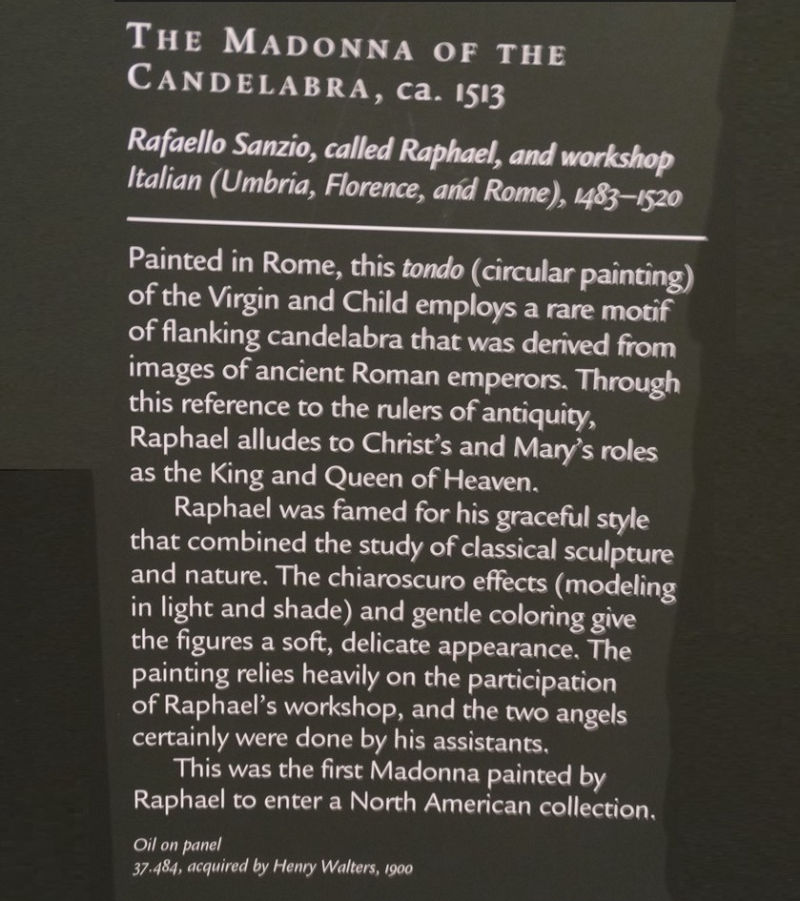 THE MADONNA OF THE
CANDELABRA, ca. 1513
Rafaello Sanzio, called Raphael, and workshop
Italian (Umbria, Florence, and Rome), 1483–1520
Painted in Rome, this tondo (circular painting)
of the Virgin and Child employs a rare motif
of flanking candelabra that was derived from
images of ancient Roman emperors. Through
this reference to the rulers of antiquity,
Raphael alludes to Christ's and Mary's roles
as the King and Queen of Heaven.
Raphael was famed for his graceful style
that combined the study of classical sculpture
and nature. The chiaroscuro effects (modeling
in light and shade) and gentle coloring give
the figures a soft, delicate appearance. The
painting relies heavily on the participation
of Raphael's workshop, and the two angels
certainly were done by his assistants.
This was the first Madonna painted by
Raphael to enter a North American collection.
Oil on panel
37.484, acquired by Henry Walters, 1900